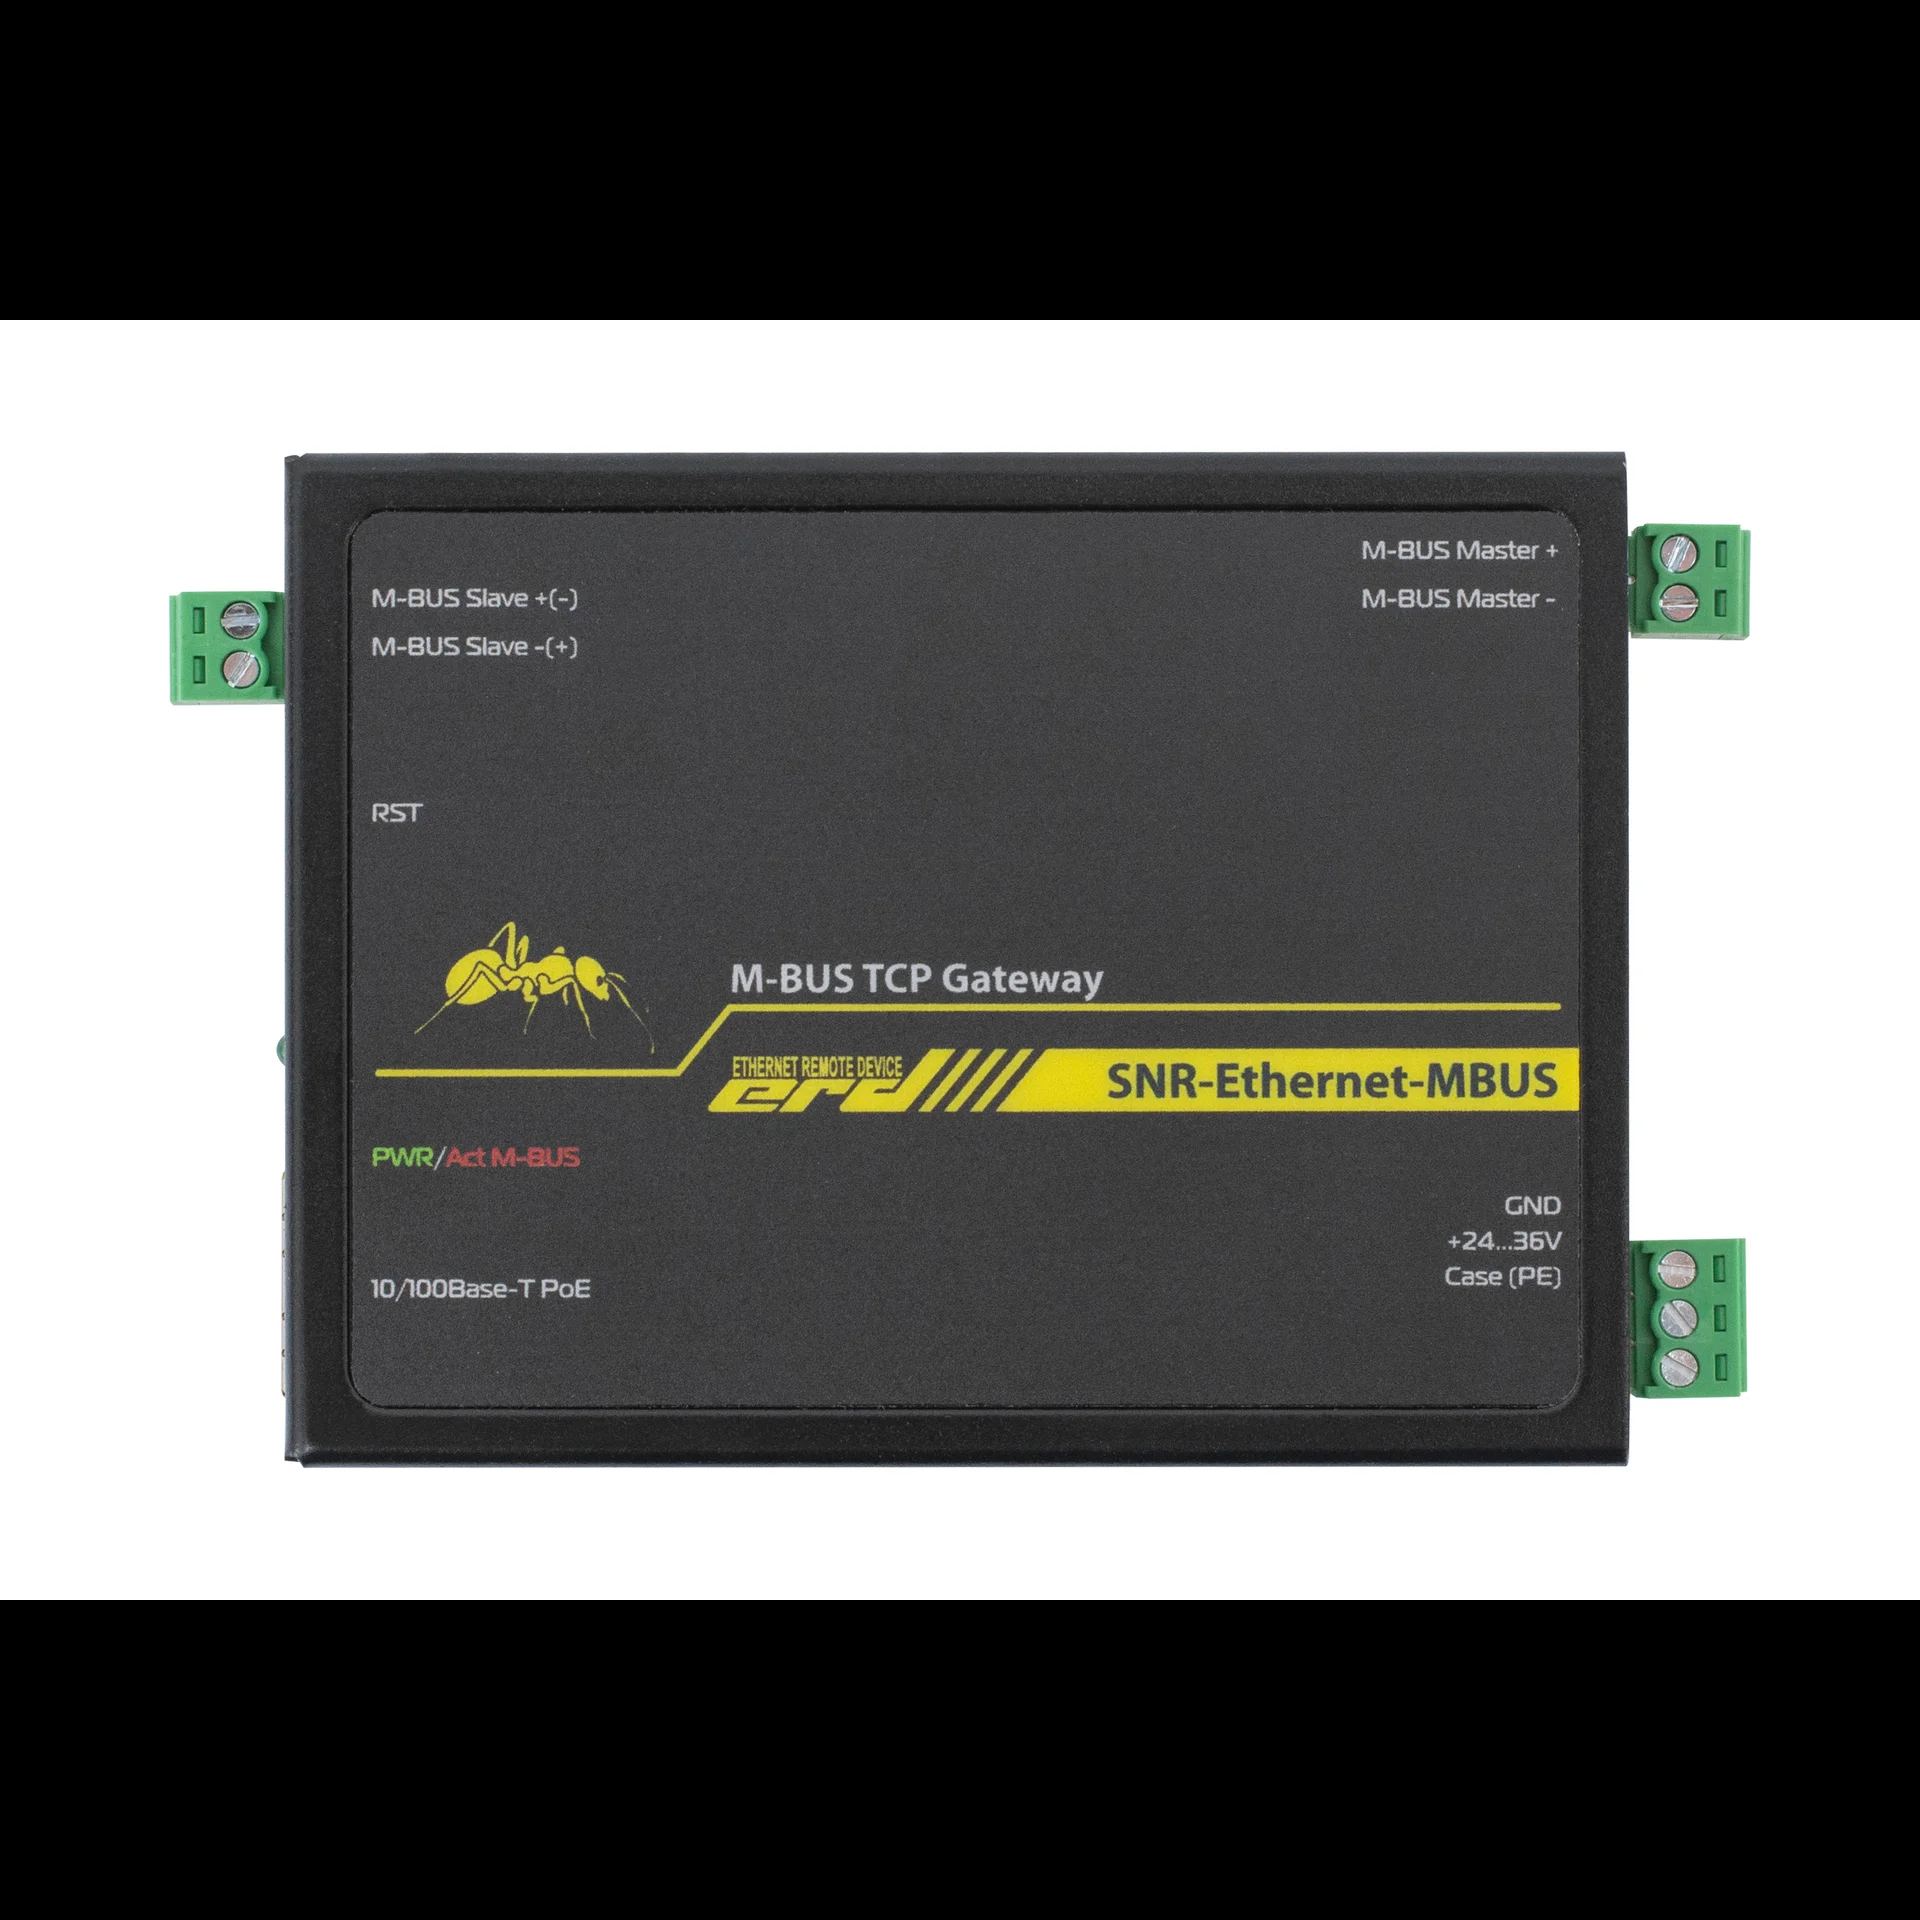 M-BUS Master +
M-BUS Slave +(-)
M-BUS Master -
M-BUS Slave -(+)
RST
M-BUS TCP Gateway
ETHERNET REMOTE DEVICE
erd
SNR-Ethernet-MBUS
PWR/Act M-BUS
GND
+24...36V
Case (PE)
10/100Base-T PoE